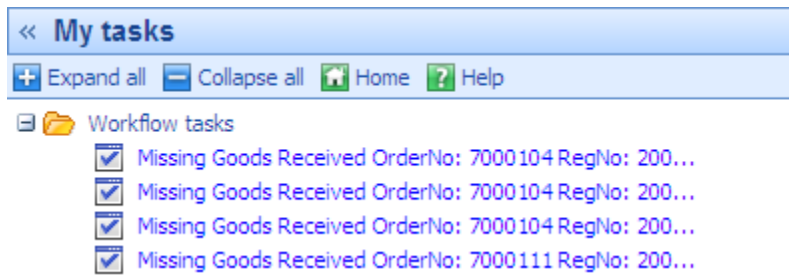 « My tasks
Expand all Collapse all Home ? Help
Workflow tasks
Missing Goods Received OrderNo: 7000104 RegNo: 200...
Missing Goods Received OrderNo: 7000104 RegNo: 200...
Missing Goods Received OrderNo: 7000104 RegNo: 200...
Missing Goods Received OrderNo: 7000111 RegNo: 200...